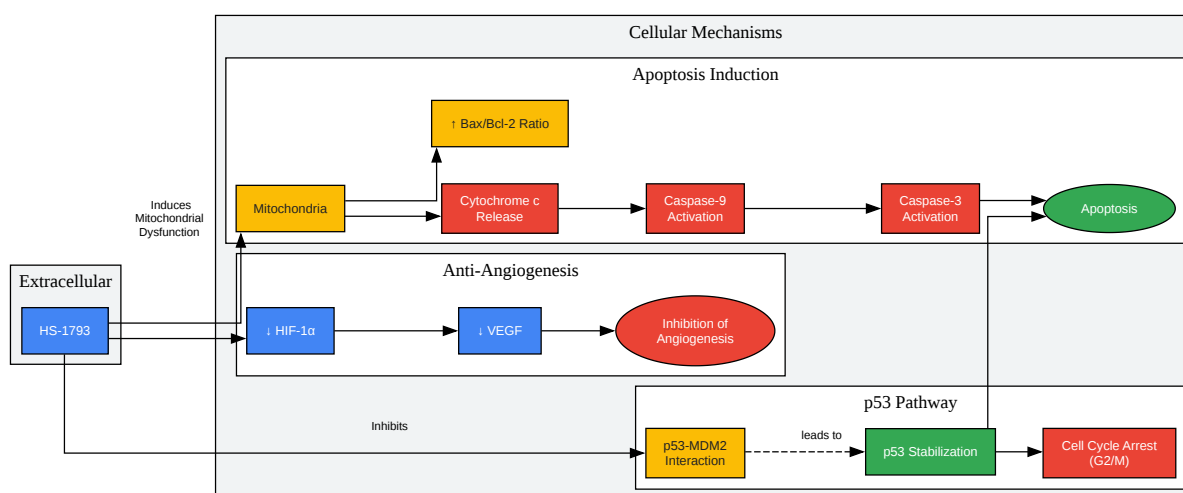 Cellular Mechanisms
Apoptosis Induction
↑ Bax/Bcl-2 Ratio
Mitochondria
Cytochrome c
Release
Caspase-9
Activation
Caspase-3
Activation
Apoptosis
Induces
Mitochondrial
Dysfunction
Extracellular
HS-1793
Anti-Angiogenesis
↓ HIF-1α
↓ VEGF
Inhibition of
Angiogenesis
p53 Pathway
Inhibits
p53-MDM2
Interaction
leads to
p53 Stabilization
Cell Cycle Arrest
(G2/M)